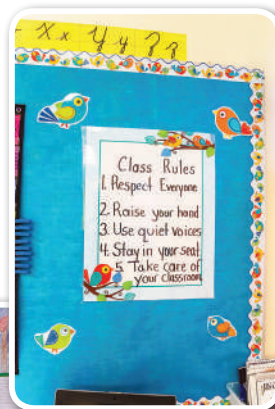 X x Y y Z z
Class Rules
1. Respect Everyone
2. Raise your hand
3. Use quiet voices
4. Stay in your seat
5. Take care of
your classroom